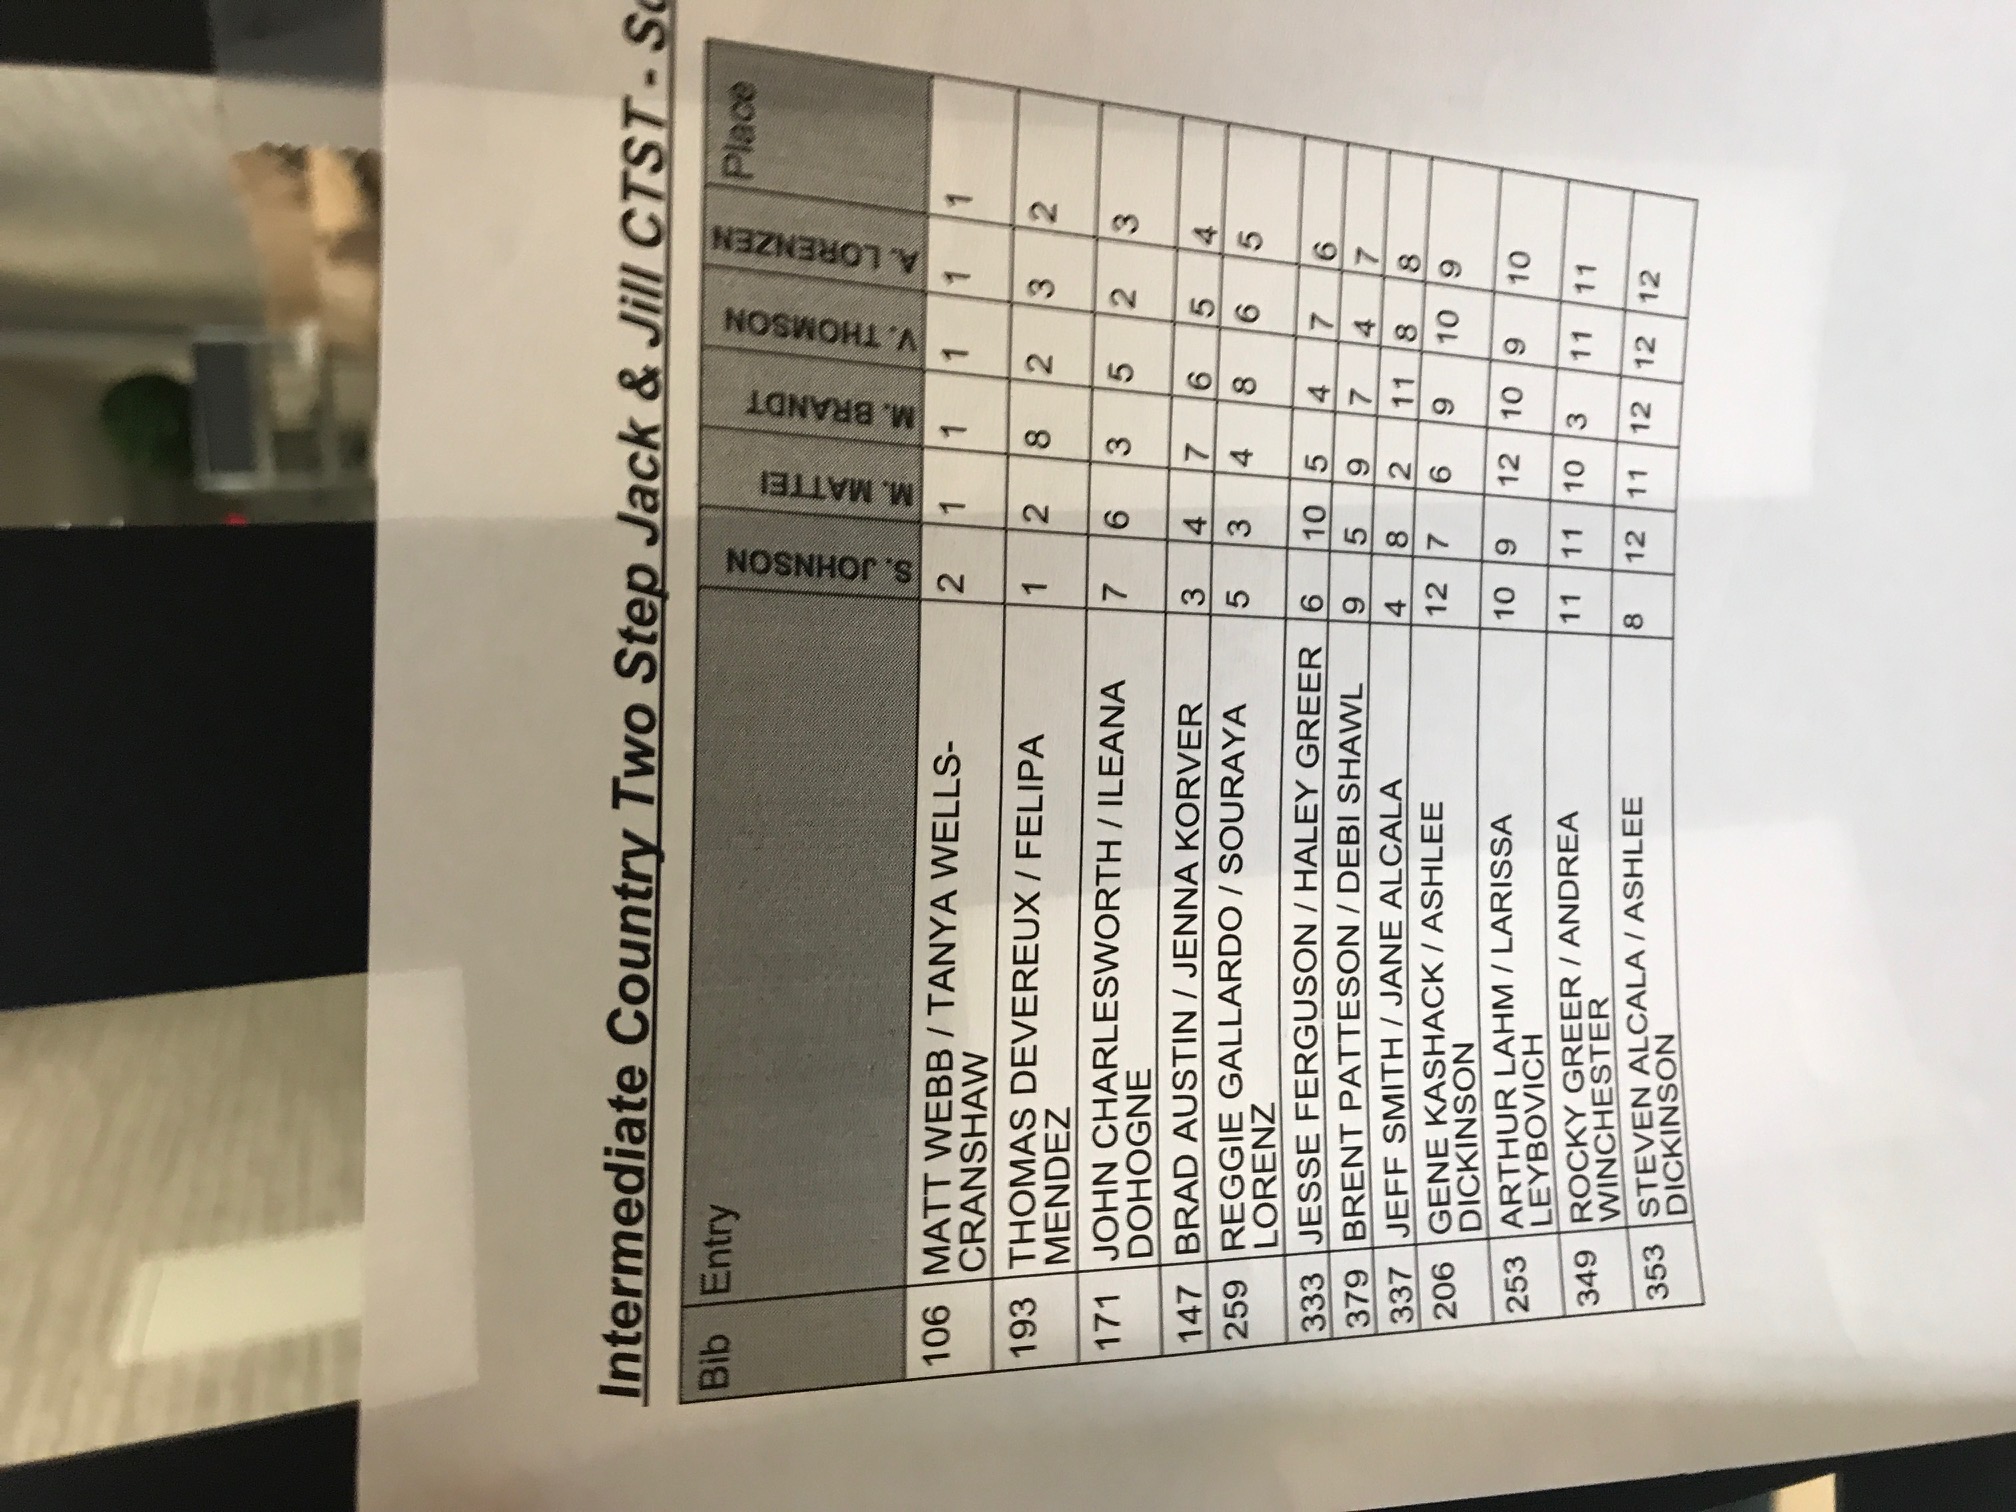 Intermediate Country Two Step Jack & Jill CTST -
Bib Entry S. JOHNSON M. MATTEI M. BRANDT V. THOMSON A. LORENZEN Place
106 MATT WEBB / TANYA WELLS- 2 1 1 1 1 1
CRANSHAW
193 THOMAS DEVEREUX / FELIPA 1 2 8 2 3 2
MENDEZ
171 JOHN CHARLESWORTH / ILEANA 7 6 3 5 2 3
DOHOGNE
147 BRAD AUSTIN / JENNA KORVER 3 4 7 6 5 4
259 REGGIE GALLARDO / SOURAYA 5 3 4 8 6 5
LORENZ
333 JESSE FERGUSON / HALEY GREER 6 10 5 4 7 6
379 BRENT PATTESON / DEBI SHAWL 9 5 9 7 4 7
337 JEFF SMITH / JANE ALCALA 4 8 2 11 8 8
206 GENE KASHACK / ASHLEE 12 7 6 9 10 9
DICKINSON
253 ARTHUR LAHM / LARISSA 10 9 12 10 9 10
LEYBOVICH
349 ROCKY GREER / ANDREA 11 11 10 3 11 11
WINCHESTER
353 STEVEN ALCALA / ASHLEE 8 12 11 12 12 12
DICKINSON